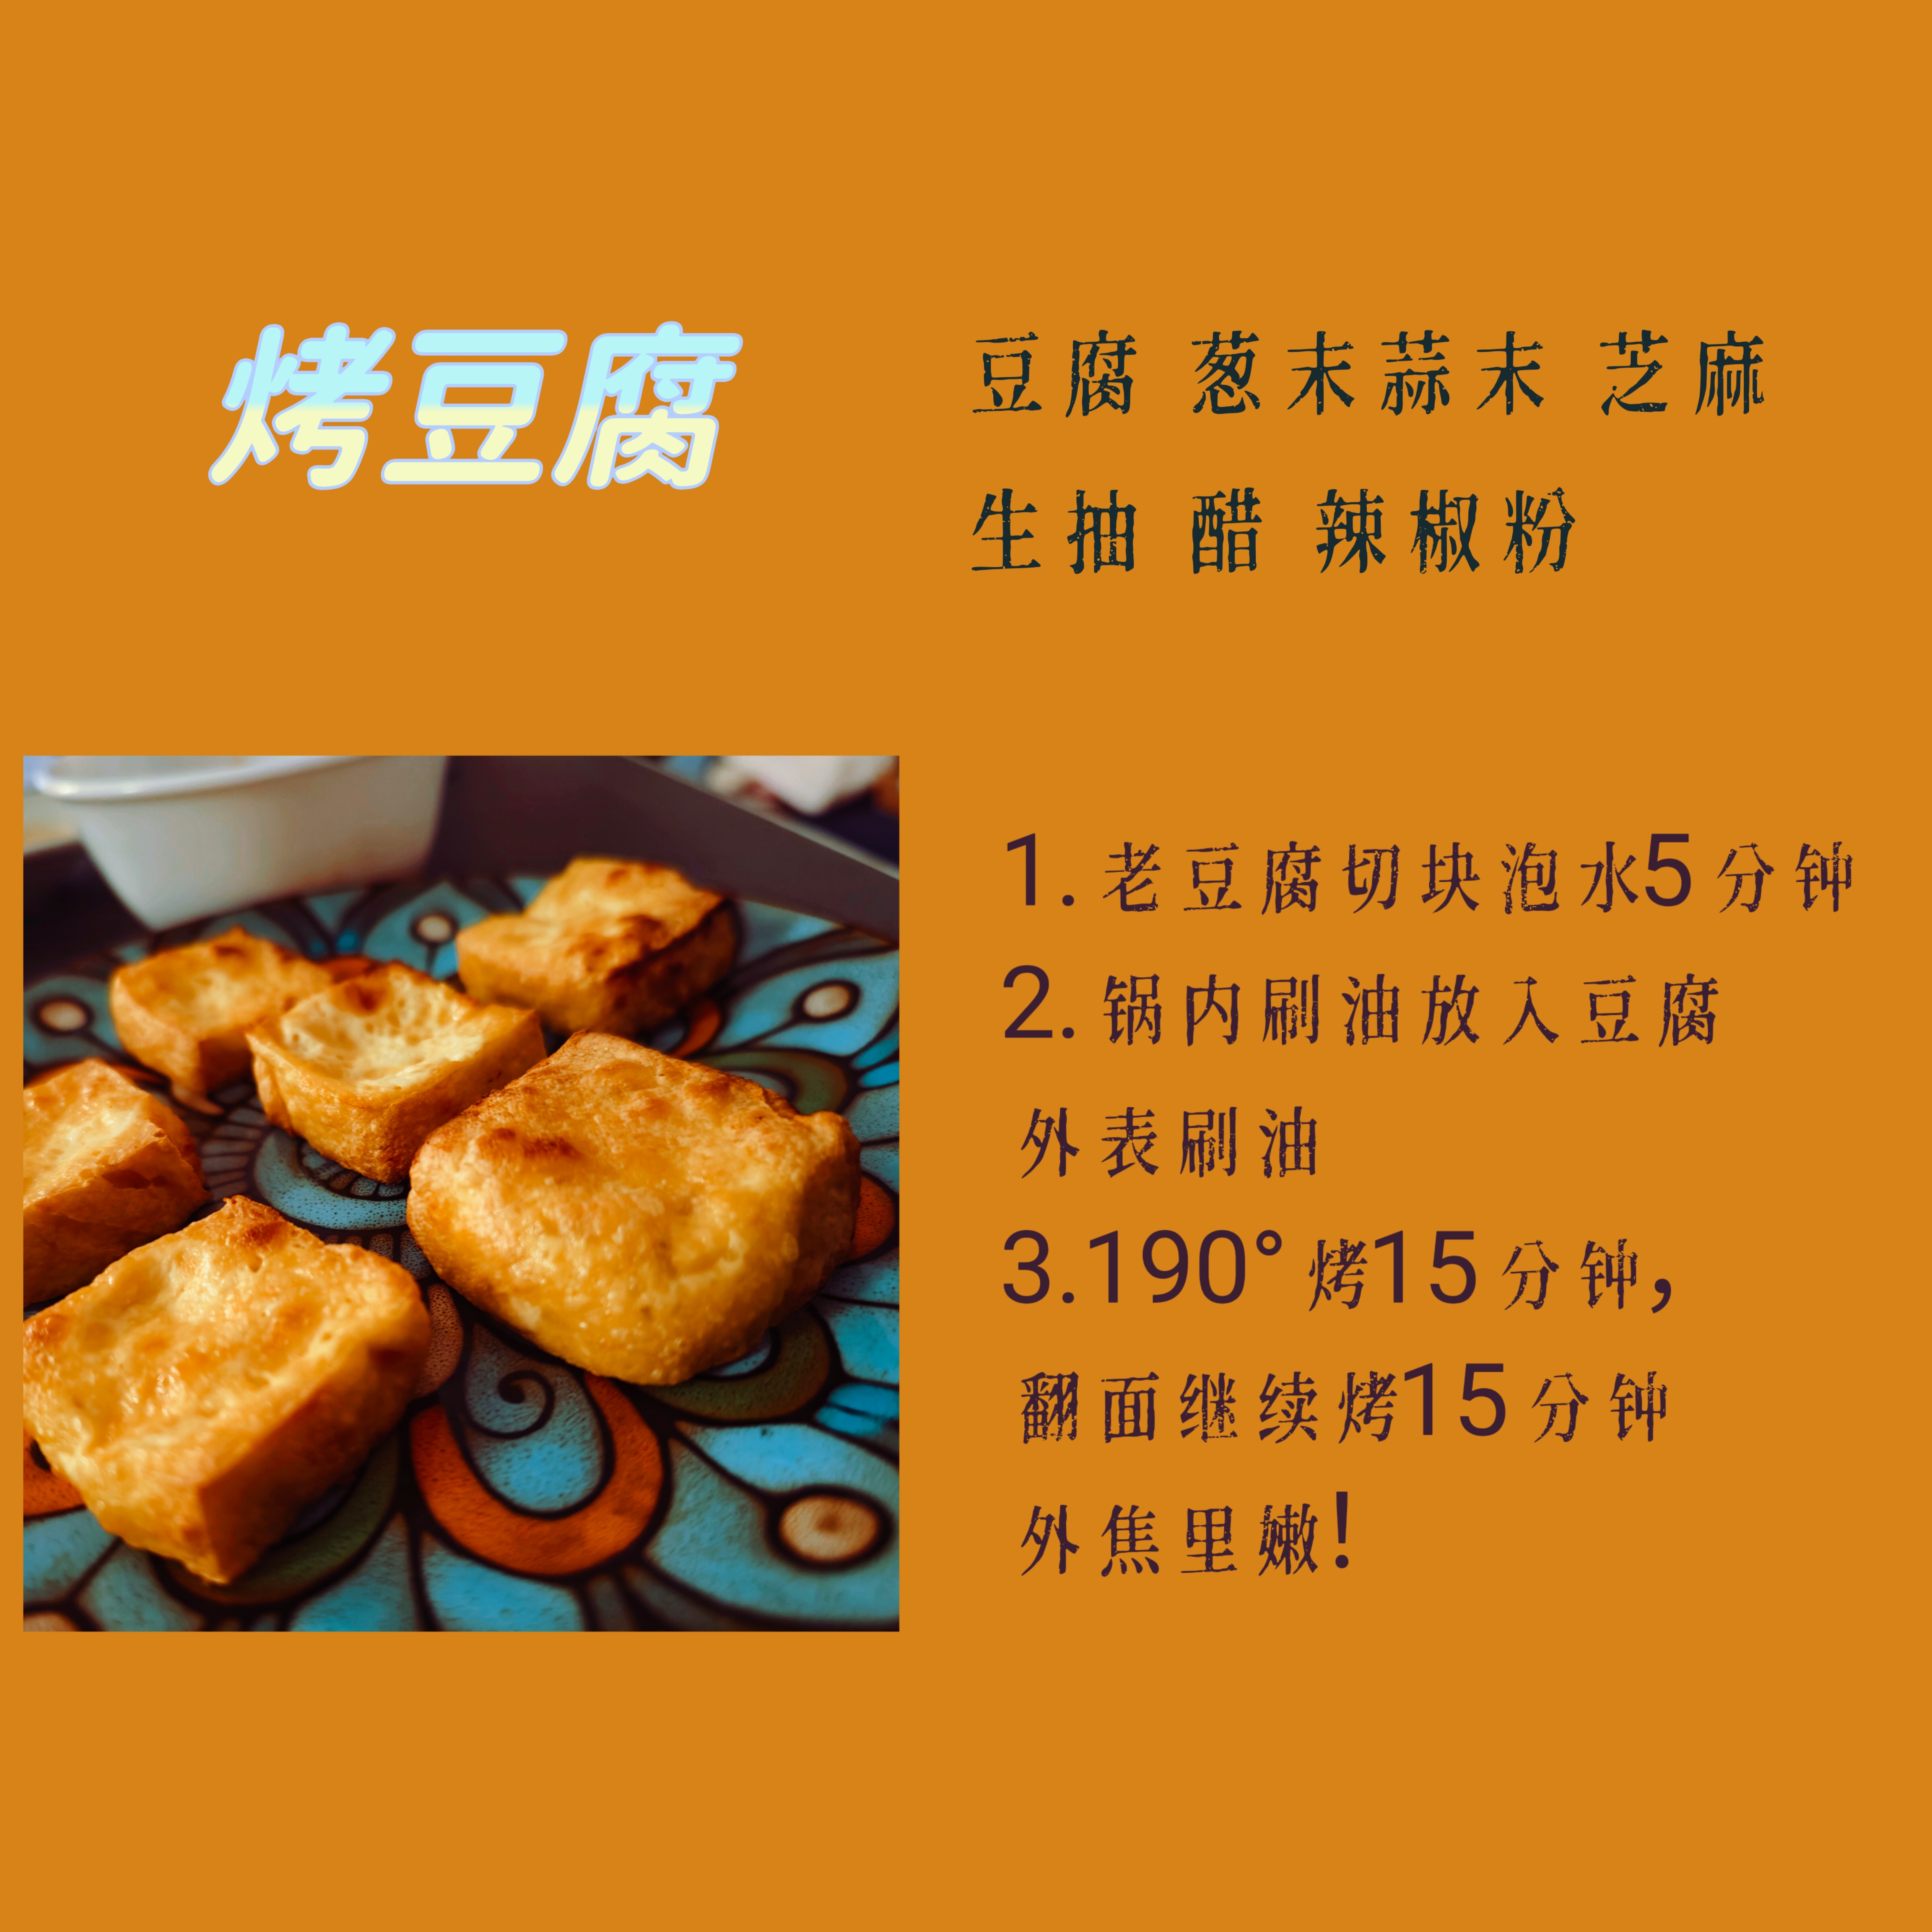 烤豆腐
豆腐 葱末蒜末 芝麻
生抽 醋 辣椒粉
1. 老豆腐切块泡水5分钟
2. 锅内刷油放入豆腐
外表刷油
3.190°烤15分钟，
翻面继续烤15分钟
外焦里嫩！